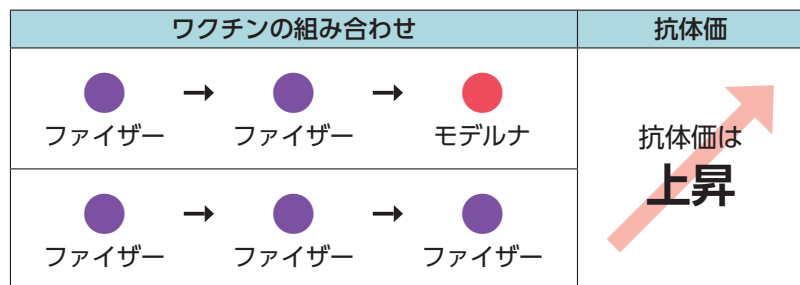 ワクチンの組み合わせ 抗体価
→ →
ファイザー ファイザー モデルナ
抗体価は
上昇
→ →
ファイザー ファイザー ファイザー